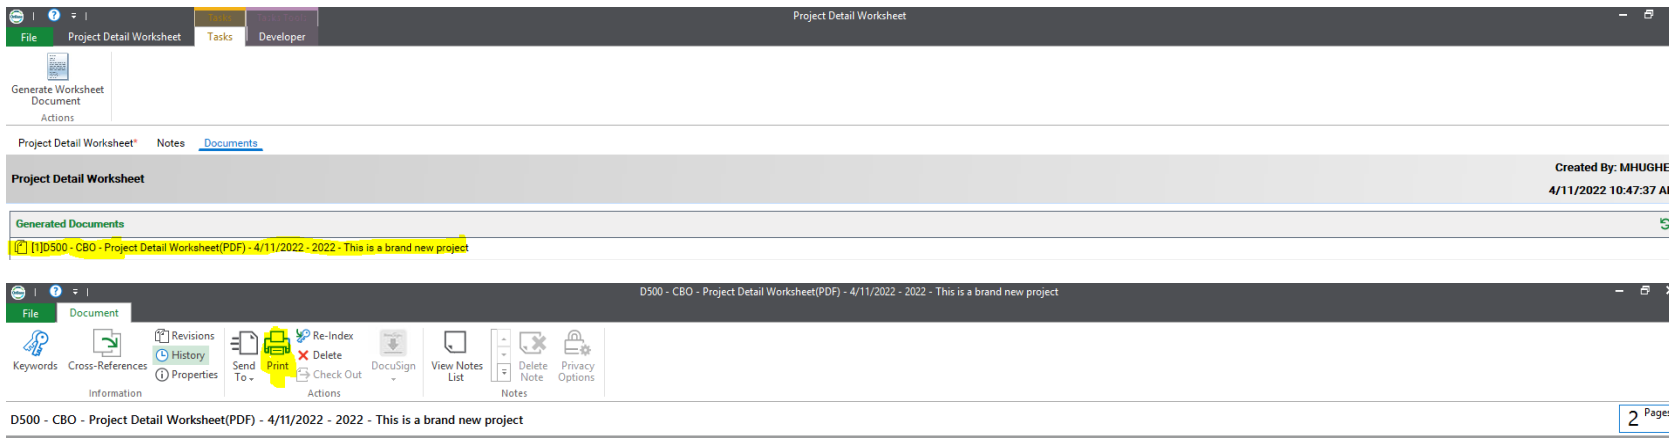 Tasks
Project Detail Worksheet
File Project Detail Worksheet Tasks Developer
Generate Worksheet
Document
Actions
Project Detail Worksheet* Notes Documents
Created By: MHUGHE
Project Detail Worksheet
4/11/2022 10:47:37 A
Generated Documents
[1]D500 - CBO - Project Detail Worksheet(PDF) - 4/11/2022 - 2022 - This is a brand new project
D500 - CBO - Project Detail Worksheet(PDF) - 4/11/2022 - 2022 - This is a brand new project
File Document
Keywords Cross-References
Revisions
History
Properties
Information
Send
To
Print
Re-Index
Delete
Check Out
DocuSign
Actions
View Notes
List
Delete
Note
Privacy
Options
Notes
D500 - CBO - Project Detail Worksheet(PDF) - 4/11/2022 - 2022 - This is a brand new project
2 Pages